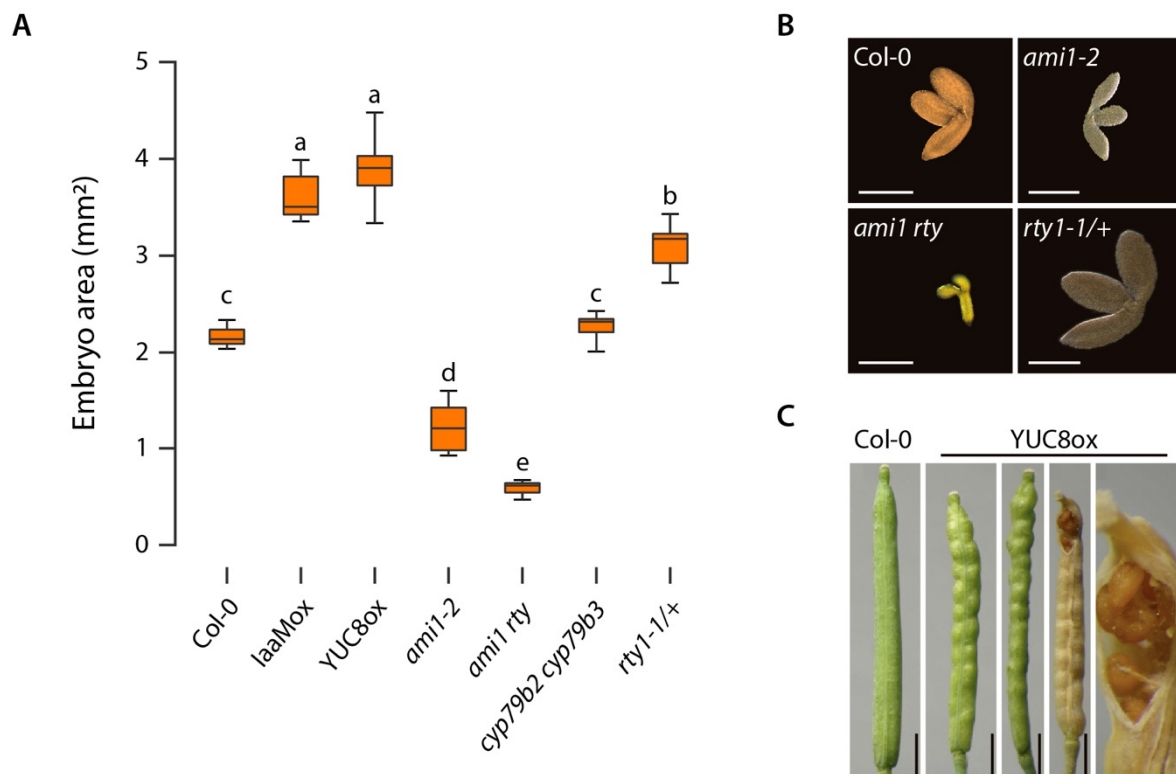 A
Embryo area (mm²)
5
4
3
2
1
0
c
a
a
d
e
c
b
Col-0
IaaMox
YUC8ox
ami1-2
ami1 rty
cyp79b2 cyp79b3
rty1-1/+
B
Col-0
ami1-2
ami1 rty
rty1-1/+
C
Col-0
YUC8ox